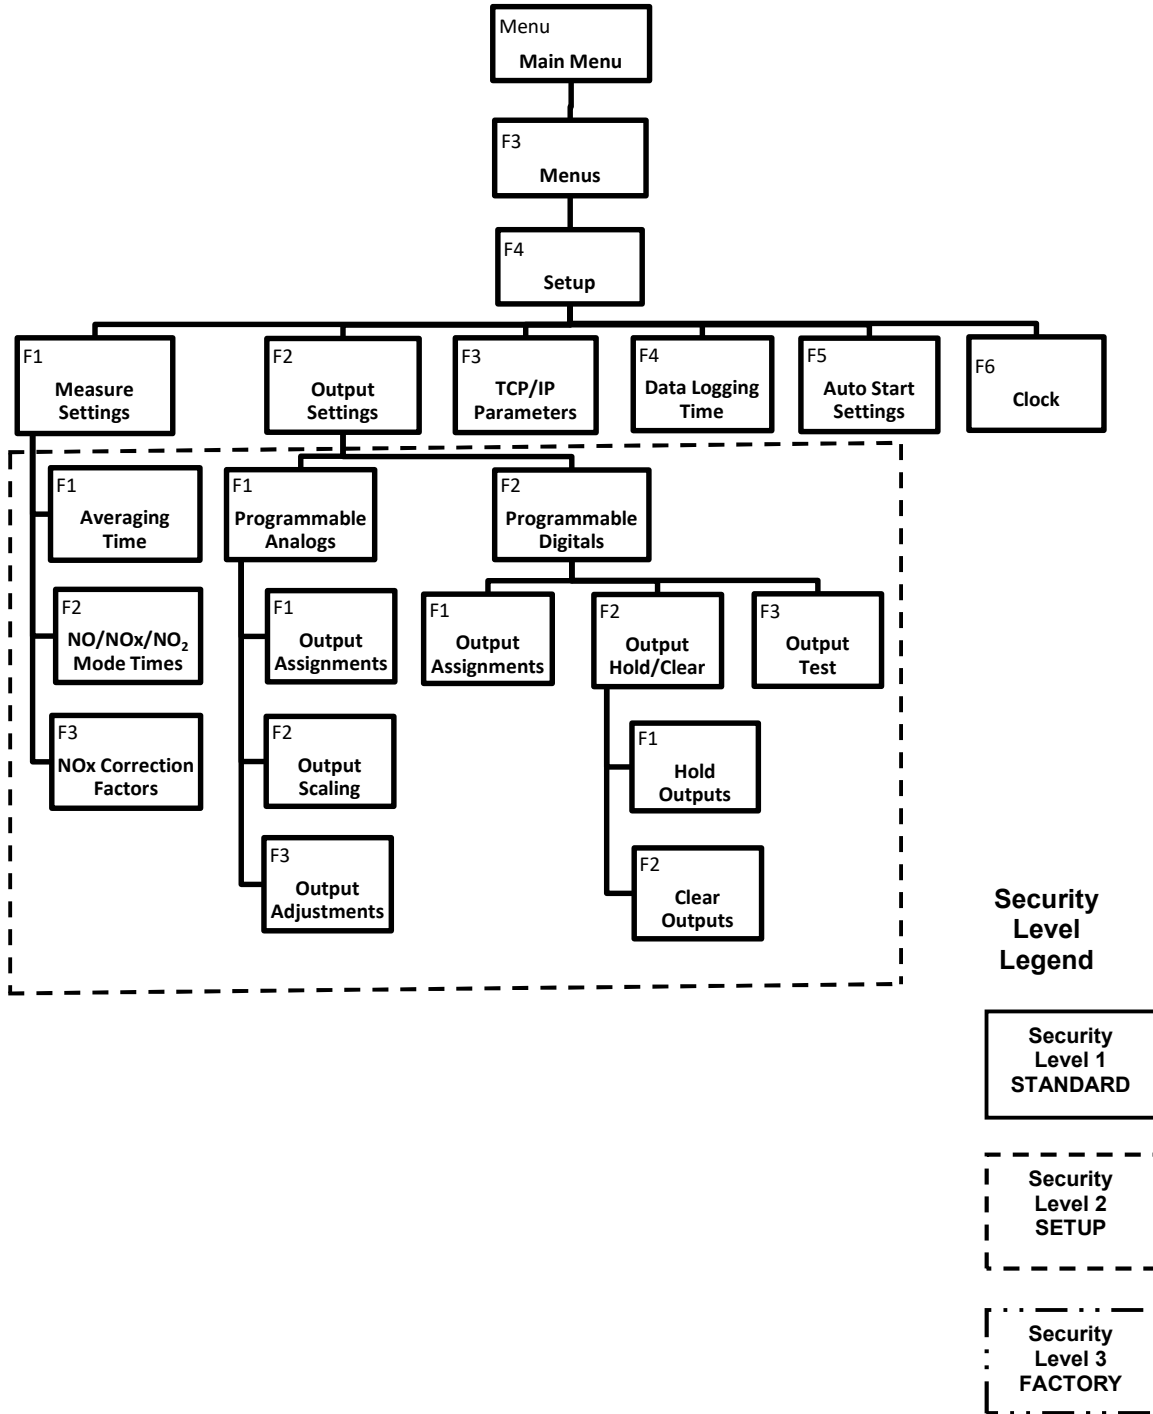 Menu
Main Menu
F3
Menus
F4
Setup
F1
Measure
Settings
F2
Output
Settings
F3
TCP/IP
Parameters
F4
Data Logging
Time
F5
Auto Start
Settings
F6
Clock
F1
Averaging
Time
F2
NO/NOx/NO₂
Mode Times
F3
NOx Correction
Factors
F1
Programmable
Analogs
F1
Output
Assignments
F2
Output
Scaling
F3
Output
Adjustments
F2
Programmable
Digitals
F1
Output
Assignments
F2
Output
Hold/Clear
F3
Output
Test
F1
Hold
Outputs
F2
Clear
Outputs
Security
Level
Legend
Security
Level 1
STANDARD
Security
Level 2
SETUP
Security
Level 3
FACTORY